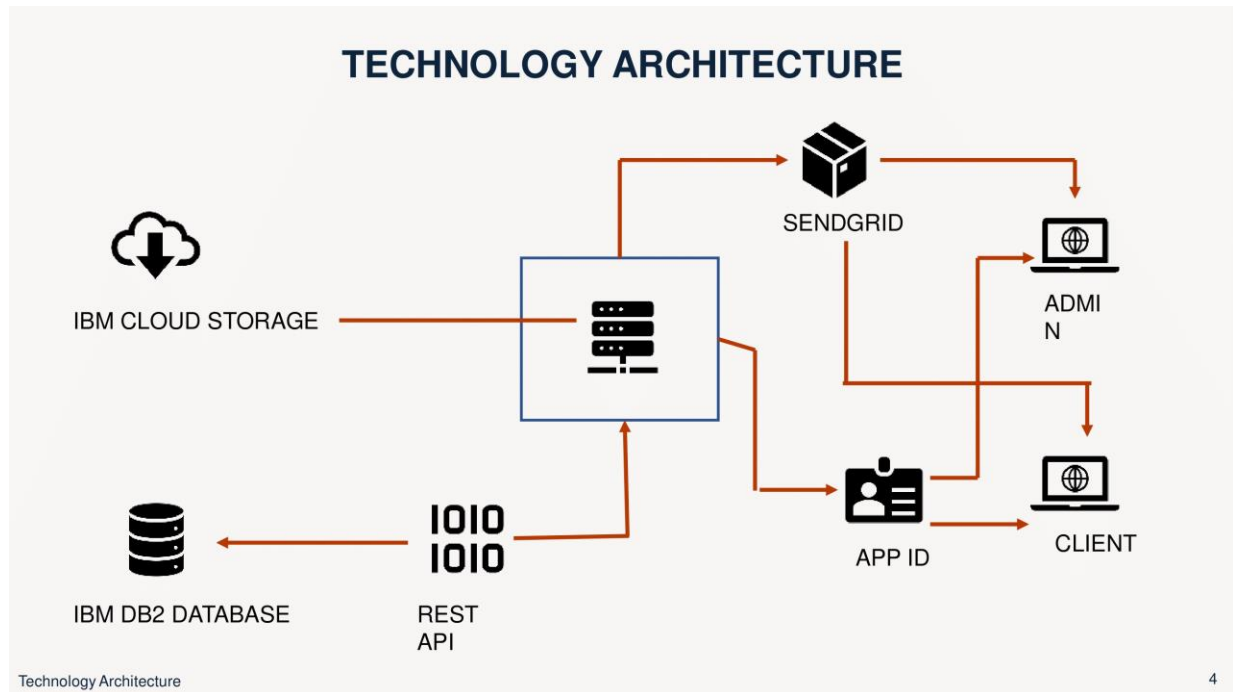 TECHNOLOGY ARCHITECTURE
SENDGRID
IBM CLOUD STORAGE
ADMI
N
IOIO
IOIO
APP ID
CLIENT
IBM DB2 DATABASE
REST
API
Technology Architecture
4